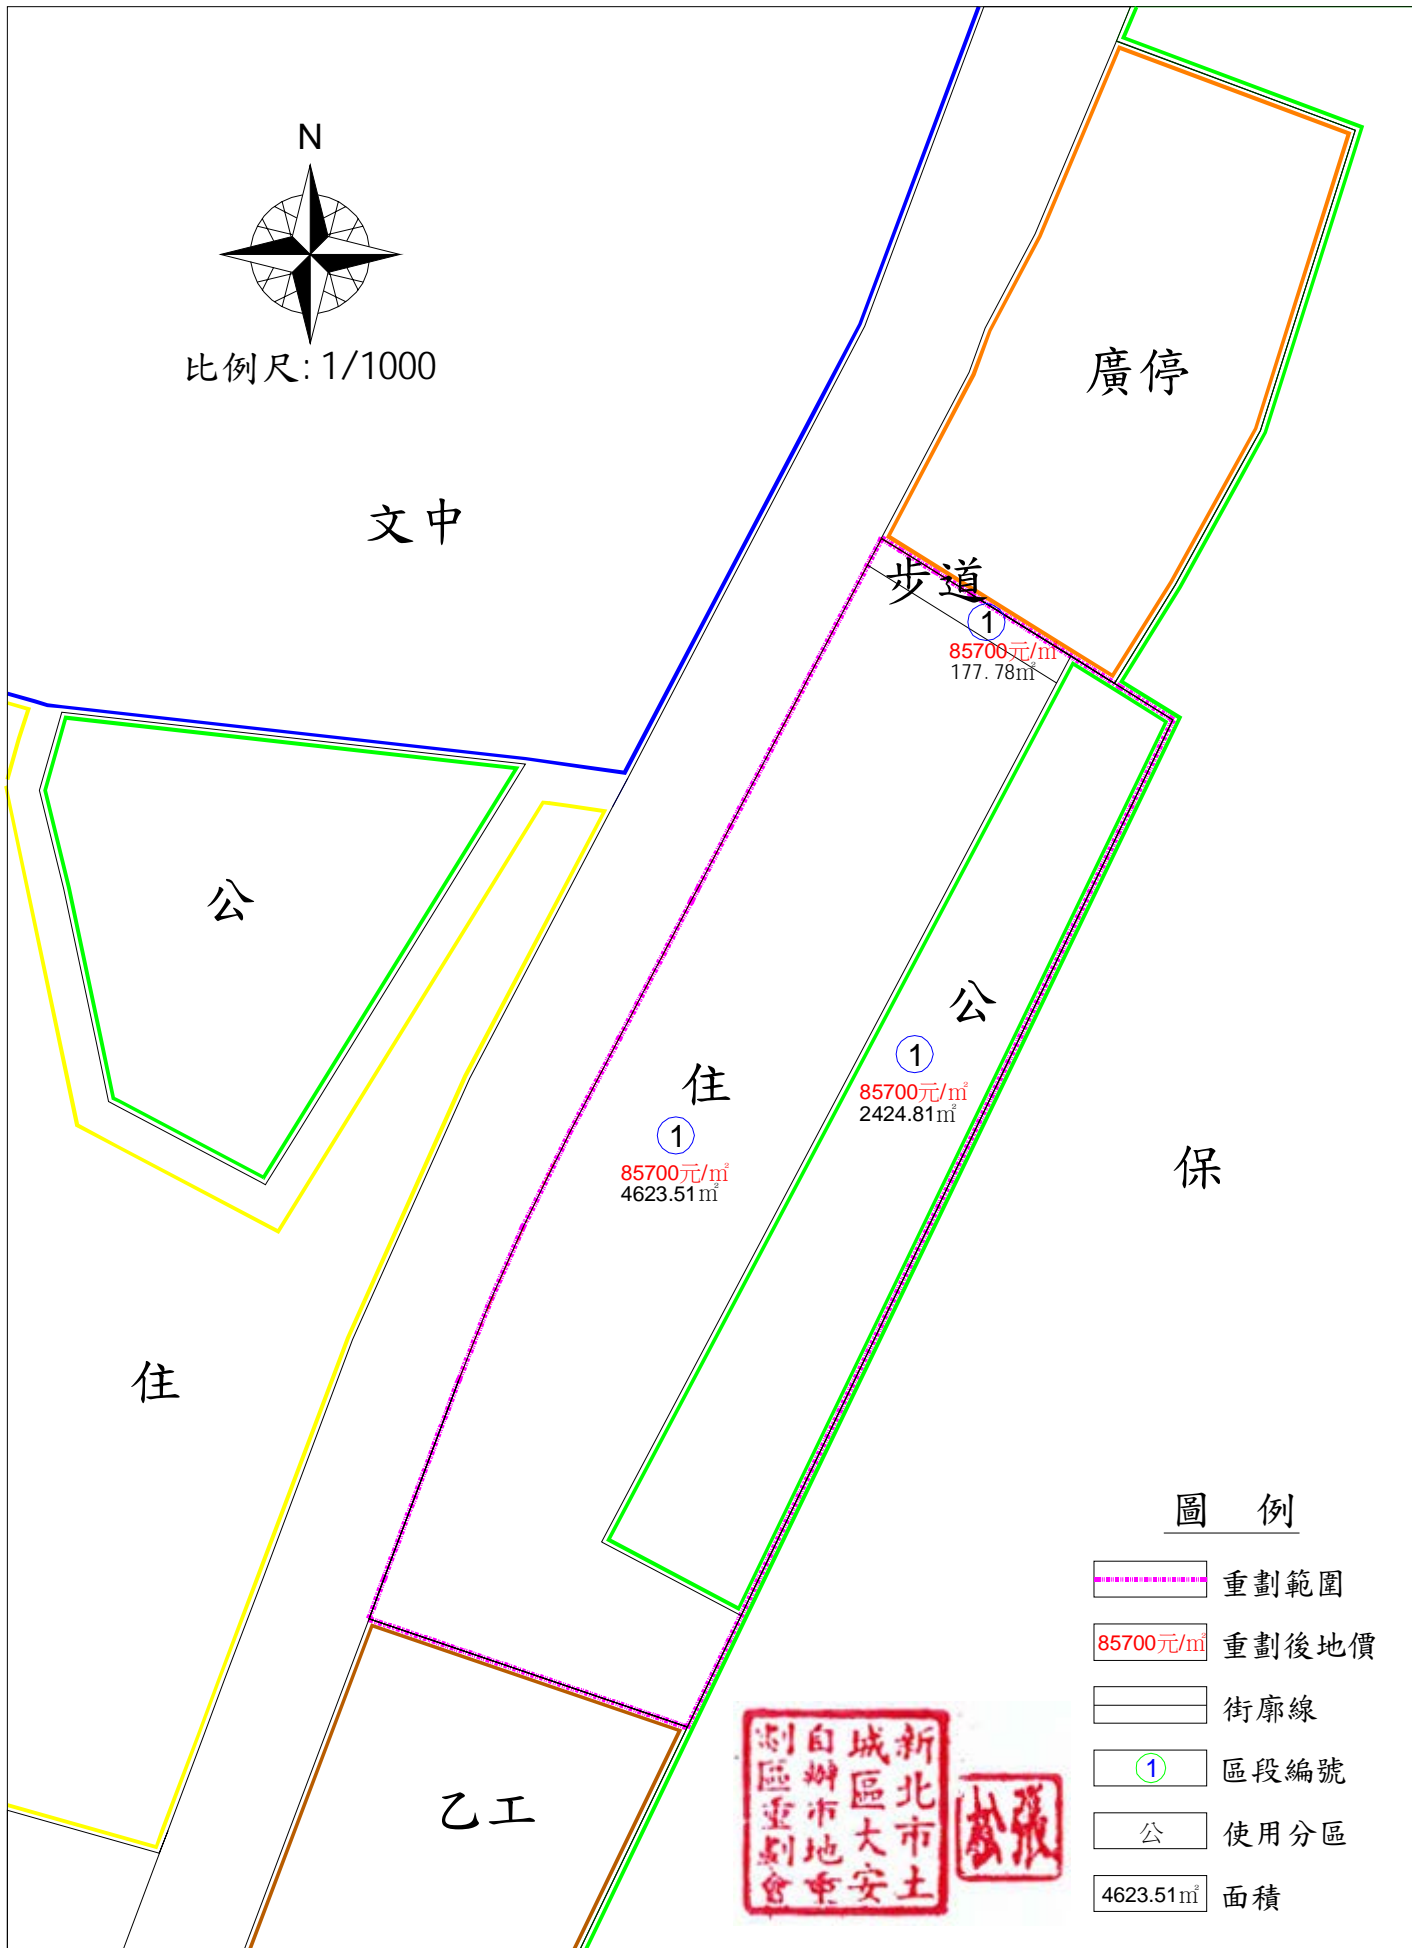 N
比例尺: 1/1000
廣停
文中
步道
1
85700元/㎡
177.78㎡
公
公
1
85700元/㎡
2424.81㎡
住
1
85700元/㎡
4623.51㎡
保
住
乙工
圖 例
重劃範圍
85700元/㎡ 重劃後地價
街廓線
1 區段編號
公 使用分區
4623.51㎡ 面積
新北市土
城區大安
自辦市地重
劃區重劃會